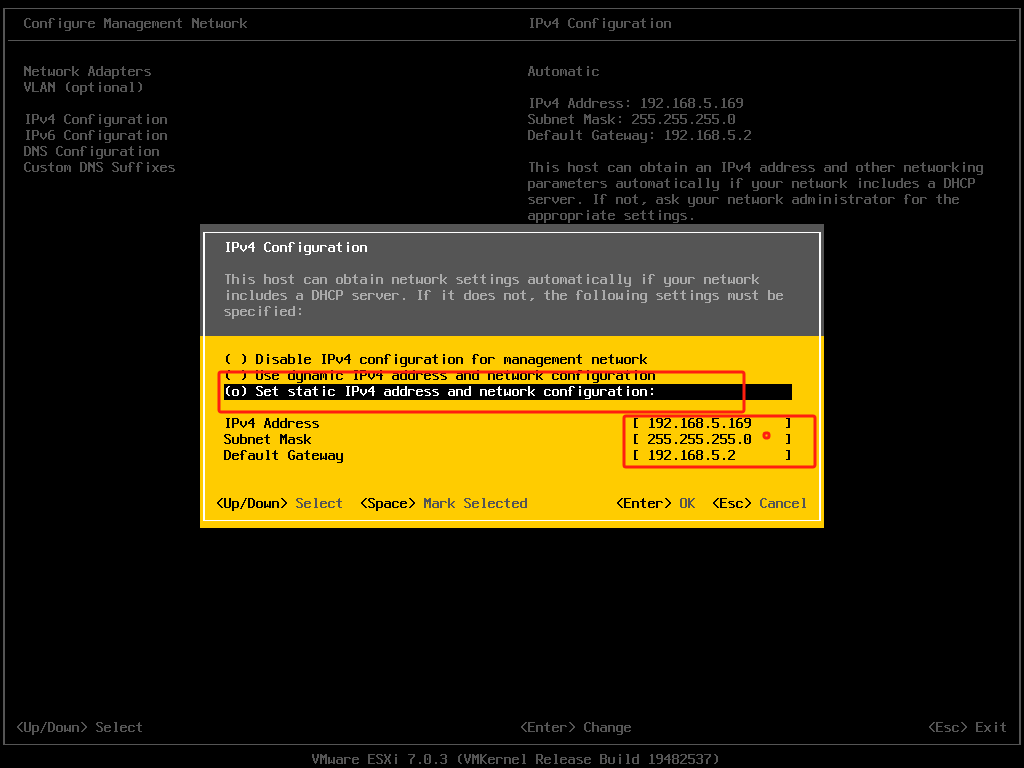 Configure Management Network
IPv4 Configuration
Network Adapters
VLAN (optional)
IPv4 Configuration
IPv6 Configuration
DNS Configuration
Custom DNS Suffixes
Automatic
IPv4 Address: 192.168.5.169
Subnet Mask: 255.255.255.0
Default Gateway: 192.168.5.2
This host can obtain an IPv4 address and other networking
parameters automatically if your network includes a DHCP
server. If not, ask your network administrator for the
appropriate settings.
IPv4 Configuration
This host can obtain network settings automatically if your network
includes a DHCP server. If it does not, the following settings must be
specified:
( ) Disable IPv4 configuration for management network
( ) Use dynamic IPv4 address and network configuration
(o) Set static IPv4 address and network configuration:
IPv4 Address [ 192.168.5.169 ]
Subnet Mask [ 255.255.255.0 ]
Default Gateway [ 192.168.5.2 ]
<Up/Down> Select <Space> Mark Selected <Enter> OK <Esc> Cancel
<Up/Down> Select <Enter> Change <Esc> Exit
VMware ESXi 7.0.3 (VMKernel Release Build 19482537)